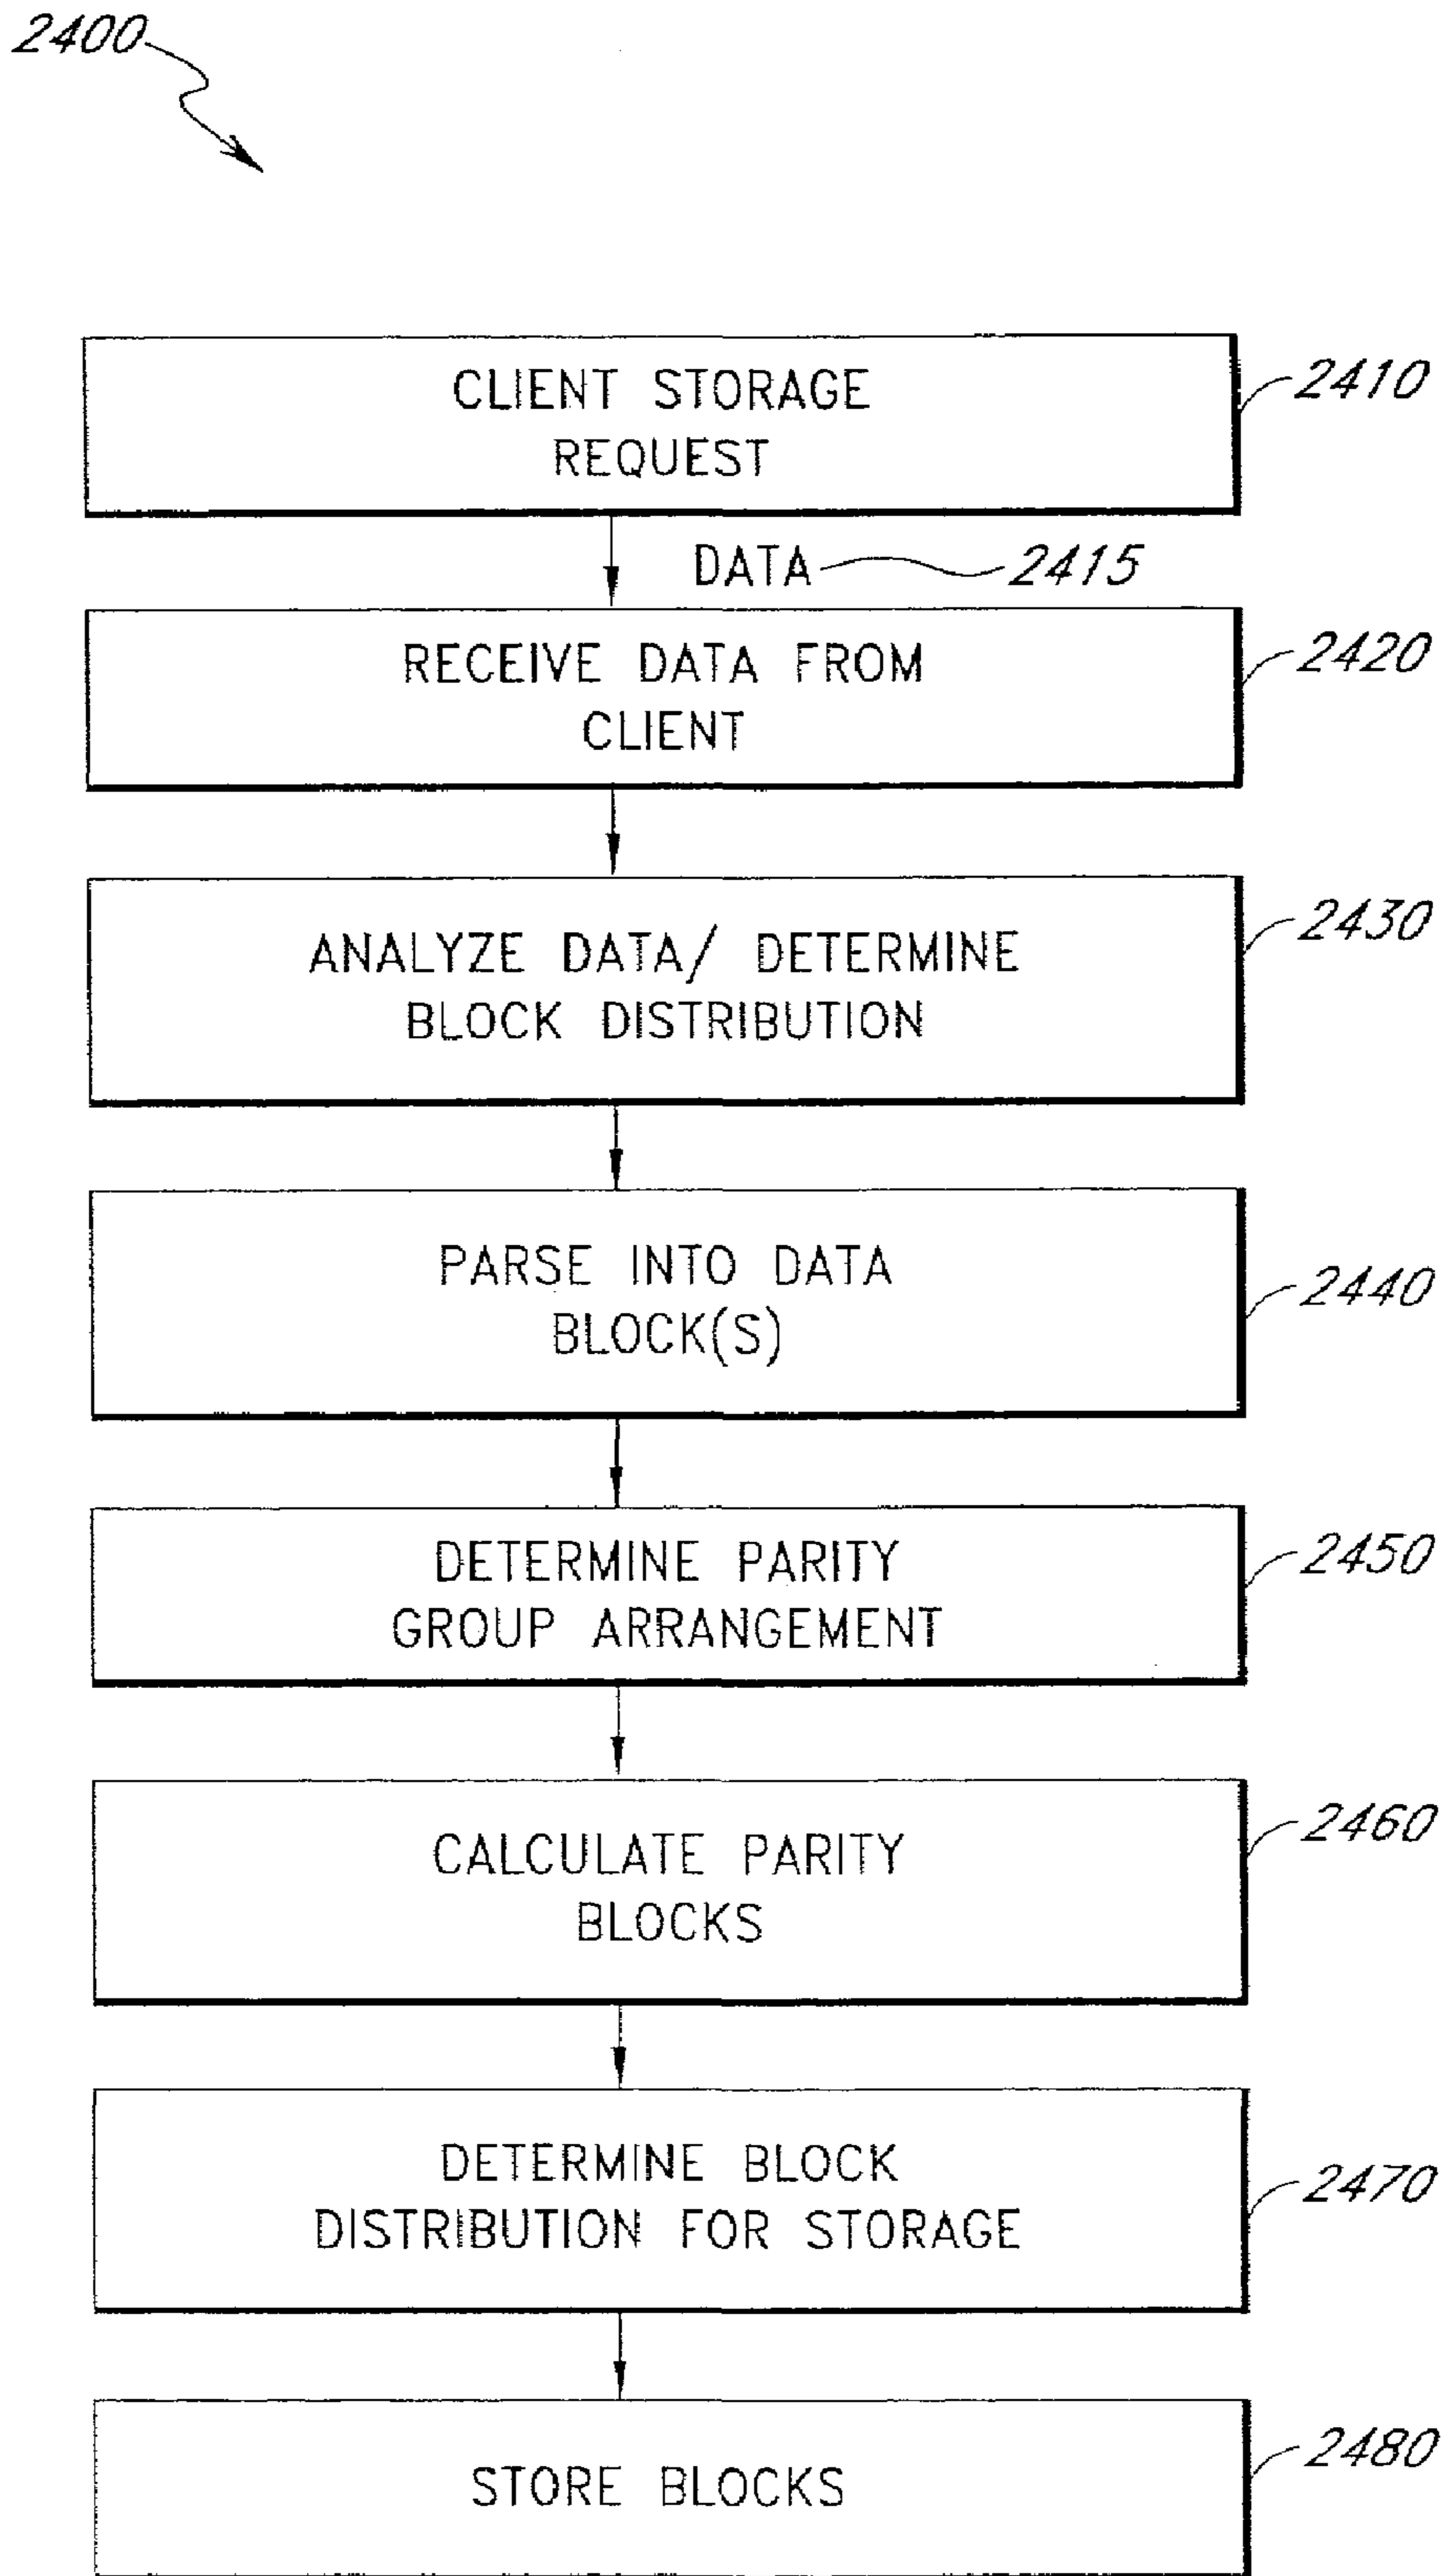 2400
CLIENT STORAGE
REQUEST
2410
DATA
2415
RECEIVE DATA FROM
CLIENT
2420
ANALYZE DATA/ DETERMINE
BLOCK DISTRIBUTION
2430
PARSE INTO DATA
BLOCK(S)
2440
DETERMINE PARITY
GROUP ARRANGEMENT
2450
CALCULATE PARITY
BLOCKS
2460
DETERMINE BLOCK
DISTRIBUTION FOR STORAGE
2470
STORE BLOCKS
2480